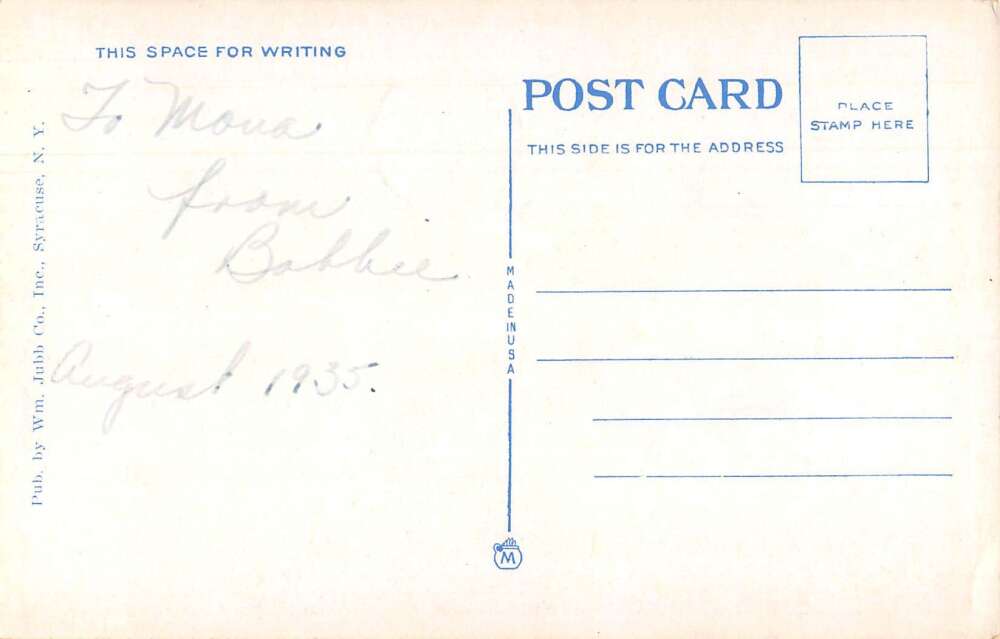 THIS SPACE FOR WRITING
To Mona
from
Bobbie
August 1935.
Pub. by Wm. Jubb Co., Inc., Syracuse, N. Y.
POST CARD
THIS SIDE IS FOR THE ADDRESS
PLACE
STAMP HERE
MADE IN USA
M